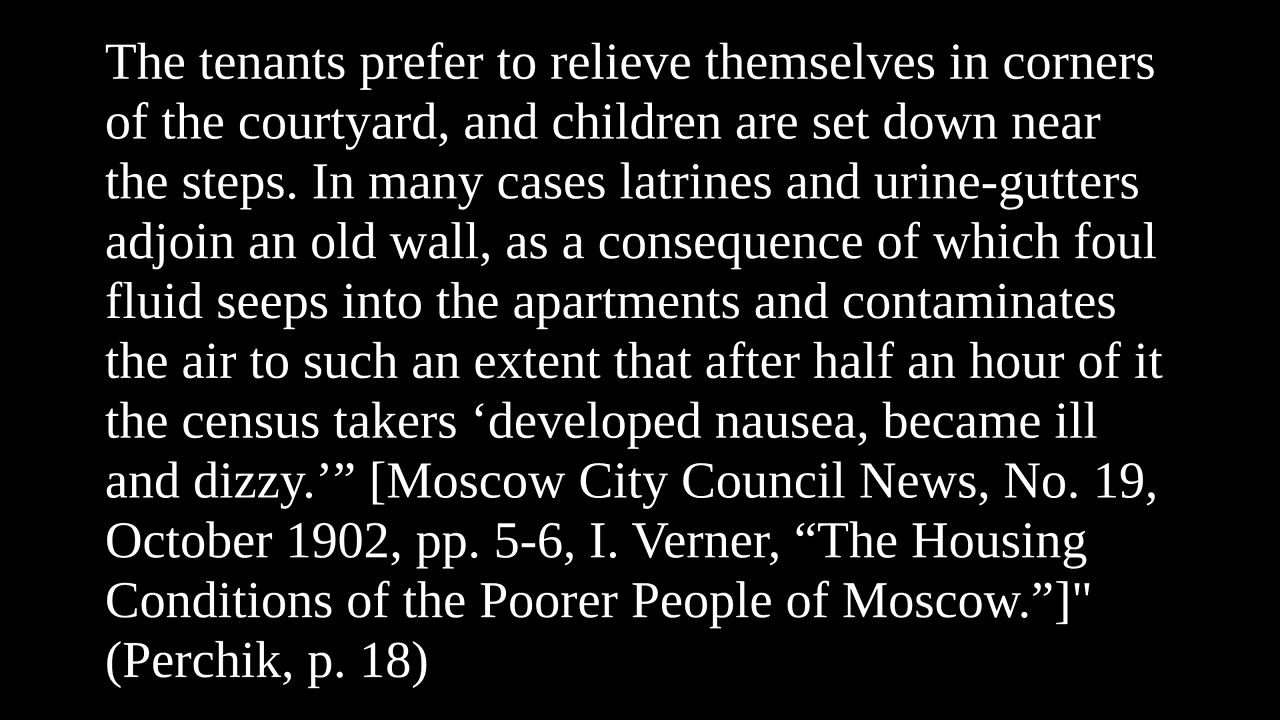 The tenants prefer to relieve themselves in corners
of the courtyard, and children are set down near
the steps. In many cases latrines and urine-gutters
adjoin an old wall, as a consequence of which foul
fluid seeps into the apartments and contaminates
the air to such an extent that after half an hour of it
the census takers ‘developed nausea, became ill
and dizzy.’” [Moscow City Council News, No. 19,
October 1902, pp. 5-6, I. Verner, “The Housing
Conditions of the Poorer People of Moscow.”]"
(Perchik, p. 18)